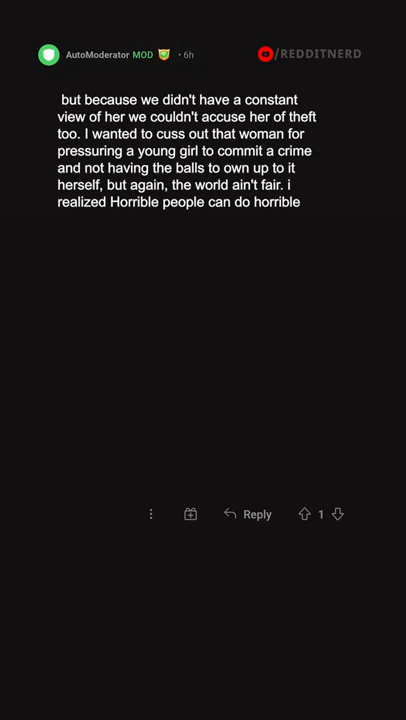 AutoModerator MOD • 6h
/REDDITNERD
but because we didn't have a constant
view of her we couldn't accuse her of theft
too. I wanted to cuss out that woman for
pressuring a young girl to commit a crime
and not having the balls to own up to it
herself, but again, the world ain't fair. i
realized Horrible people can do horrible
Reply 1